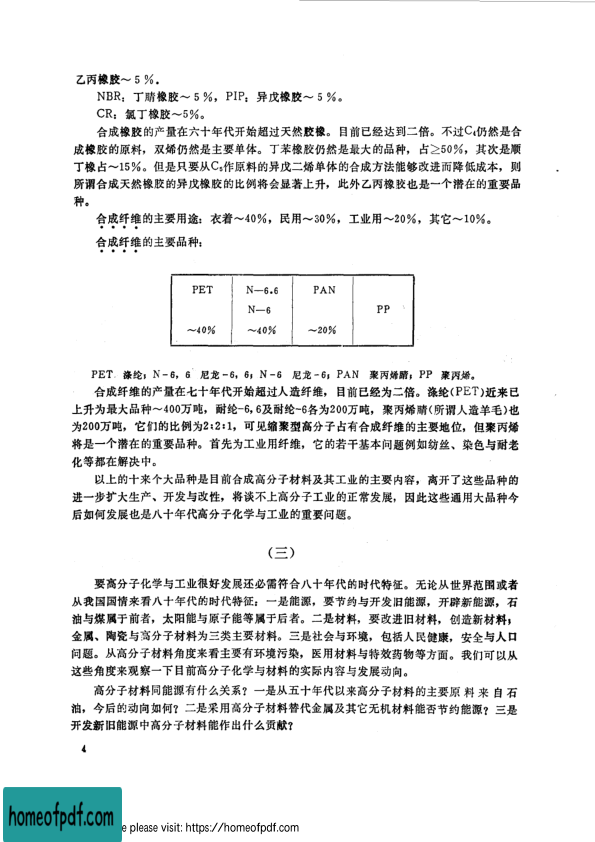 乙丙橡胶～5%.
NBR：丁腈橡胶～5%，PIP：异戊橡胶～5%。
CR：氯丁橡胶～5%。
合成橡胶的产量在六十年代开始超过天然胶橡。目前已经达到二倍。不过C₄仍然是合
成橡胶的原料，双烯仍然是主要单体。丁苯橡胶仍然是最大的品种，占≥50%，其次是顺
丁橡占～15%。但是只要从C₅作原料的异戊二烯单体的合成方法能够改进而降低成本，则
所谓合成天然橡胶的异戊橡胶的比例将会显著上升，此外乙丙橡胶也是一个潜在的重要品
种。
合成纤维的主要用途：衣着～40%，民用～30%，工业用～20%，其它～10%。
合成纤维的主要品种：
PET N—6.6 PAN
N—6 PP
～40% ～40% ～20%
PET 涤纶；N-6，6 尼龙-6，6；N-6 尼龙-6；PAN 聚丙烯腈；PP 聚丙烯。
合成纤维的产量在七十年代开始超过人造纤维，目前已经为二倍。涤纶(PET)近来已
上升为最大品种～400万吨，耐纶-6，6及耐纶-6各为200万吨，聚丙烯腈(所谓人造羊毛)也
为200万吨，它们的比例为2:2:1，可见缩聚型高分子占有合成纤维的主要地位，但聚丙烯
将是一个潜在的重要品种。首先为工业用纤维，它的若干基本问题例如纺丝、染色与耐老
化等都在解决中。
以上的十来个大品种是目前合成高分子材料及其工业的主要内容，离开了这些品种的
进一步扩大生产、开发与改性，将谈不上高分子工业的正常发展，因此这些通用大品种今
后如何发展也是八十年代高分子化学与工业的重要问题。
(三)
要高分子化学与工业很好发展还必需符合八十年代的时代特征。无论从世界范围或者
从我国国情来看八十年代的时代特征：一是能源，要节约与开发旧能源，开辟新能源，石
油与煤属于前者，太阳能与原子能等属于后者。二是材料，要改进旧材料，创造新材料；
金属、陶瓷与高分子材料为三类主要材料。三是社会与环境，包括人民健康，安全与人口
问题。从高分子材料角度来看主要有环境污染，医用材料与特效药物等方面。我们可以从
这些角度来观察一下目前高分子化学与材料的实际内容与发展动向。
高分子材料同能源有什么关系？一是从五十年代以来高分子材料的主要原料来自石
油，今后的动向如何？二是采用高分子材料替代金属及其它无机材料能否节约能源？三是
开发新旧能源中高分子材料能作出什么贡献？
4
homeofpdf.com
e please visit: https://homeofpdf.com